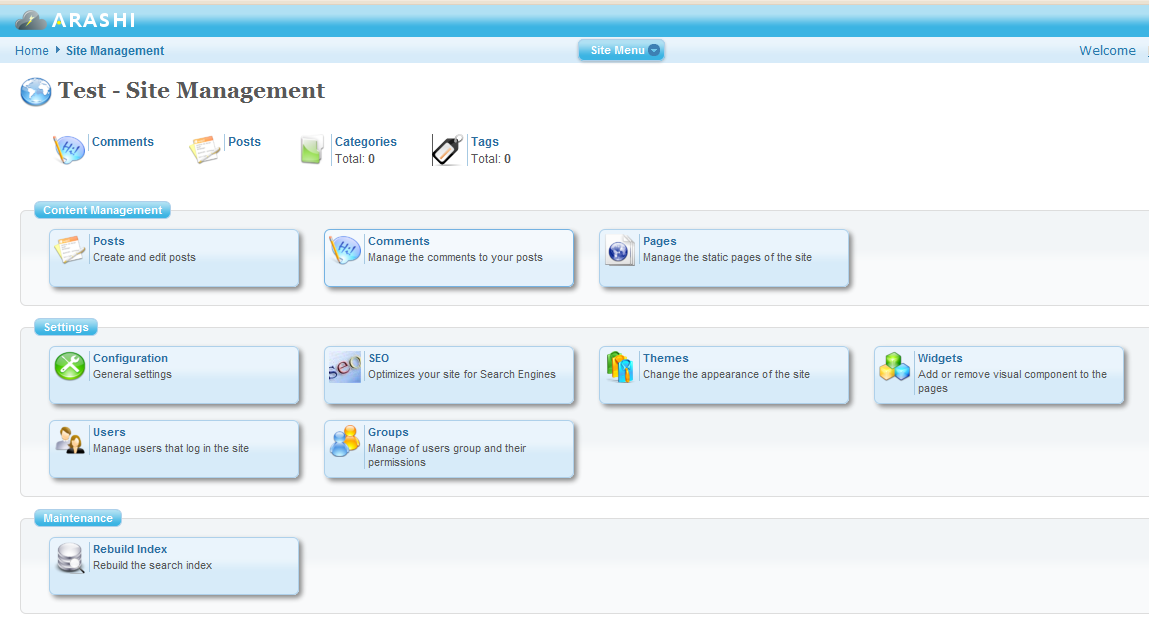 ARASHI
Home Site Management
Site Menu
Welcome
Test - Site Management
Comments
Posts
Categories
Total: 0
Tags
Total: 0
Content Management
Posts
Create and edit posts
Comments
Manage the comments to your posts
Pages
Manage the static pages of the site
Settings
Configuration
General settings
SEO
Optimizes your site for Search Engines
Themes
Change the appearance of the site
Widgets
Add or remove visual component to the
pages
Users
Manage users that log in the site
Groups
Manage of users group and their
permissions
Maintenance
Rebuild Index
Rebuild the search index